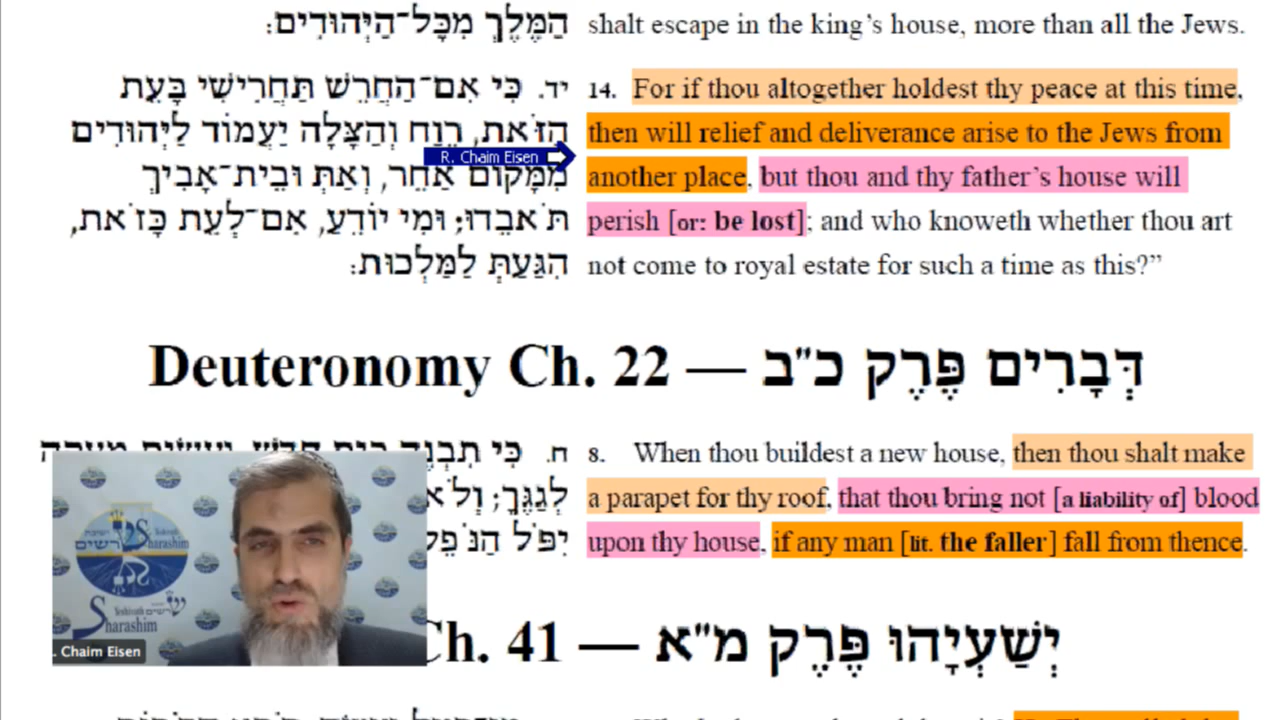 הַמֶּלֶךְ מִכָּל־הַיְּהוּדִים:
shalt escape in the king's house, more than all the Jews.
יד. כִּי אִם־הַחֲרֵשׁ תַּחֲרִישִׁי בָּעֵת
הַזֹּאת, רֶוַח וְהַצָּלָה יַעֲמוֹד לַיְּהוּדִים
מִמָּקוֹם אַחֵר, וְאַתְּ וּבֵית־אָבִיךְ
תֹּאבֵדוּ; וּמִי יוֹדֵעַ, אִם־לְעֵת כָּזֹאת,
הִגַּעַתְּ לַמַּלְכוּת:
14. For if thou altogether holdest thy peace at this time,
then will relief and deliverance arise to the Jews from
another place, but thou and thy father's house will
perish [or: be lost]; and who knoweth whether thou art
not come to royal estate for such a time as this?”
R. Chaim Eisen
Deuteronomy Ch. 22 — דְּבָרִים פֶּרֶק כ"ב
ח. כִּי תִבְנֶה בַּיִת חָדָשׁ, וְעָשִׂיתָ מַעֲקֶה
לְגַגֶּךָ; וְלֹא
יִפֹּל הַנֹּפֵל
8. When thou buildest a new house, then thou shalt make
a parapet for thy roof, that thou bring not [a liability of] blood
upon thy house, if any man [lit. the faller] fall from thence.
Ch. 41 — יְשַׁעְיָהוּ פֶּרֶק מ"א
Sharashim
Yeshivath שרשים
Sharashim
. Chaim Eisen